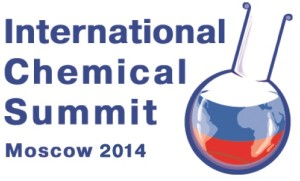 International
Chemical
Summit
Moscow 2014